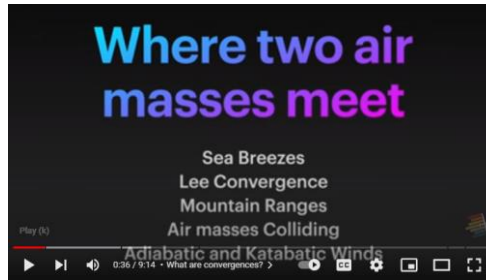 Where two air
masses meet
Sea Breezes
Lee Convergence
Mountain Ranges
Air masses Colliding
Adiabatic and Katabatic Winds
Play (k)
0:36 / 9:14 • What are convergences? >
CC